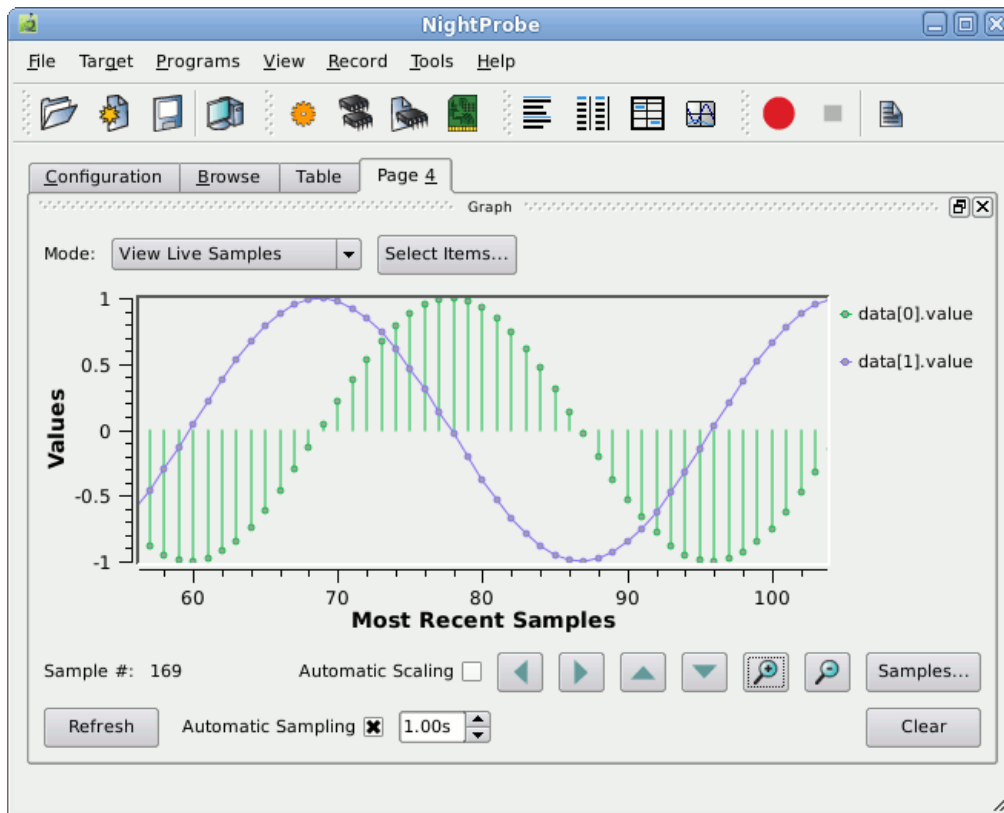 NightProbe
File Target Programs View Record Tools Help
Configuration Browse Table Page 4
Graph
Mode: View Live Samples Select Items...
1
0.5
0
-0.5
-1
Values
data[0].value
data[1].value
60 70 80 90 100
Most Recent Samples
Sample #: 169 Automatic Scaling Samples...
Refresh Automatic Sampling 1.00s Clear